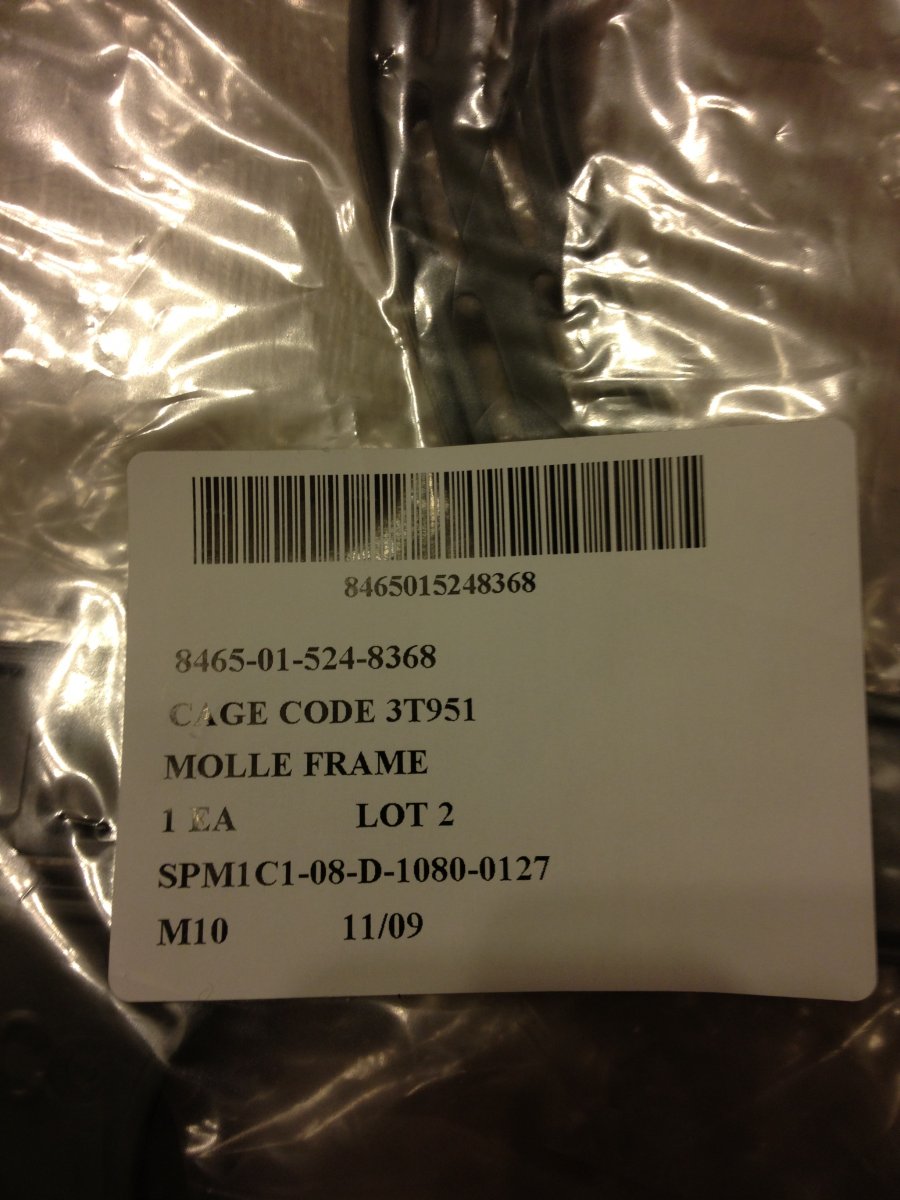 8465015248368
8465-01-524-8368
CAGE CODE 3T951
MOLLE FRAME
1 EA LOT 2
SPM1C1-08-D-1080-0127
M10 11/09